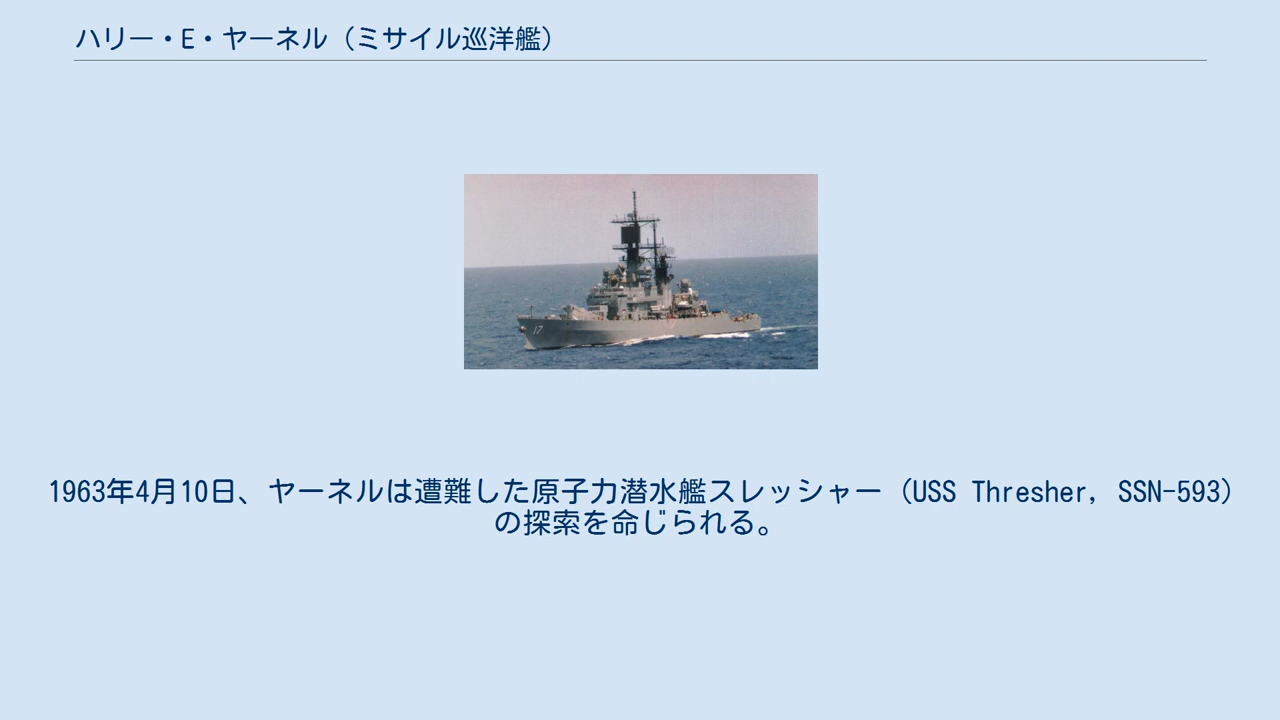 ハリー・E・ヤーネル（ミサイル巡洋艦）
17
1963年4月10日、ヤーネルは遭難した原子力潜水艦スレッシャー（USS Thresher, SSN-593）
の探索を命じられる。